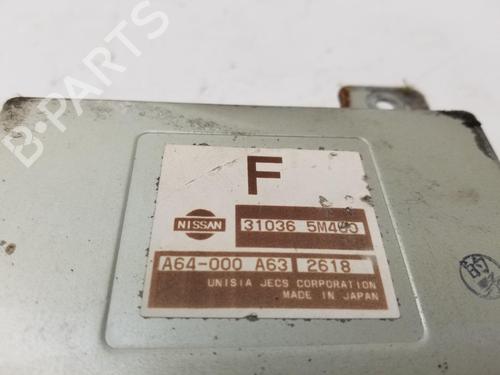 B-PARTS
F
NISSAN 31036 5M400
A64-000 A63 2618
UNISIA JECS CORPORATION
MADE IN JAPAN